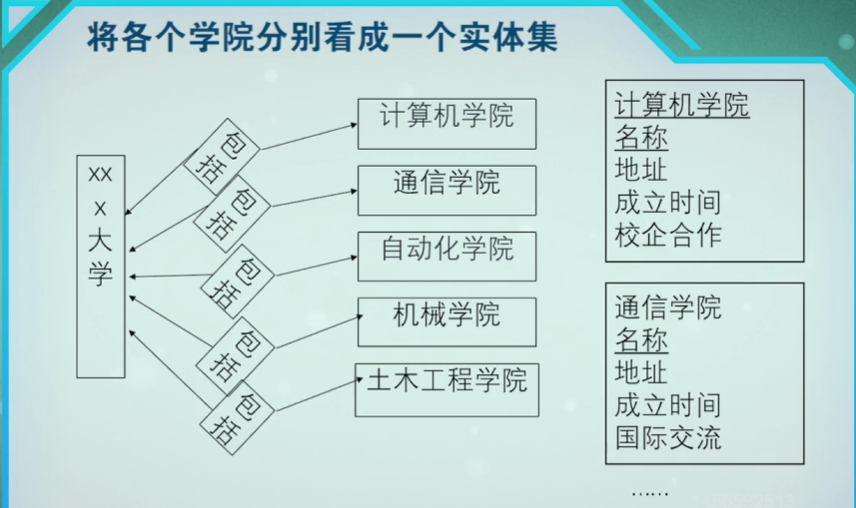 将各个学院分别看成一个实体集
xx
x
大
学
包
括
包
括
包
括
包
括
包
括
计算机学院
通信学院
自动化学院
机械学院
土木工程学院
计算机学院
名称
地址
成立时间
校企合作
通信学院
名称
地址
成立时间
国际交流
……